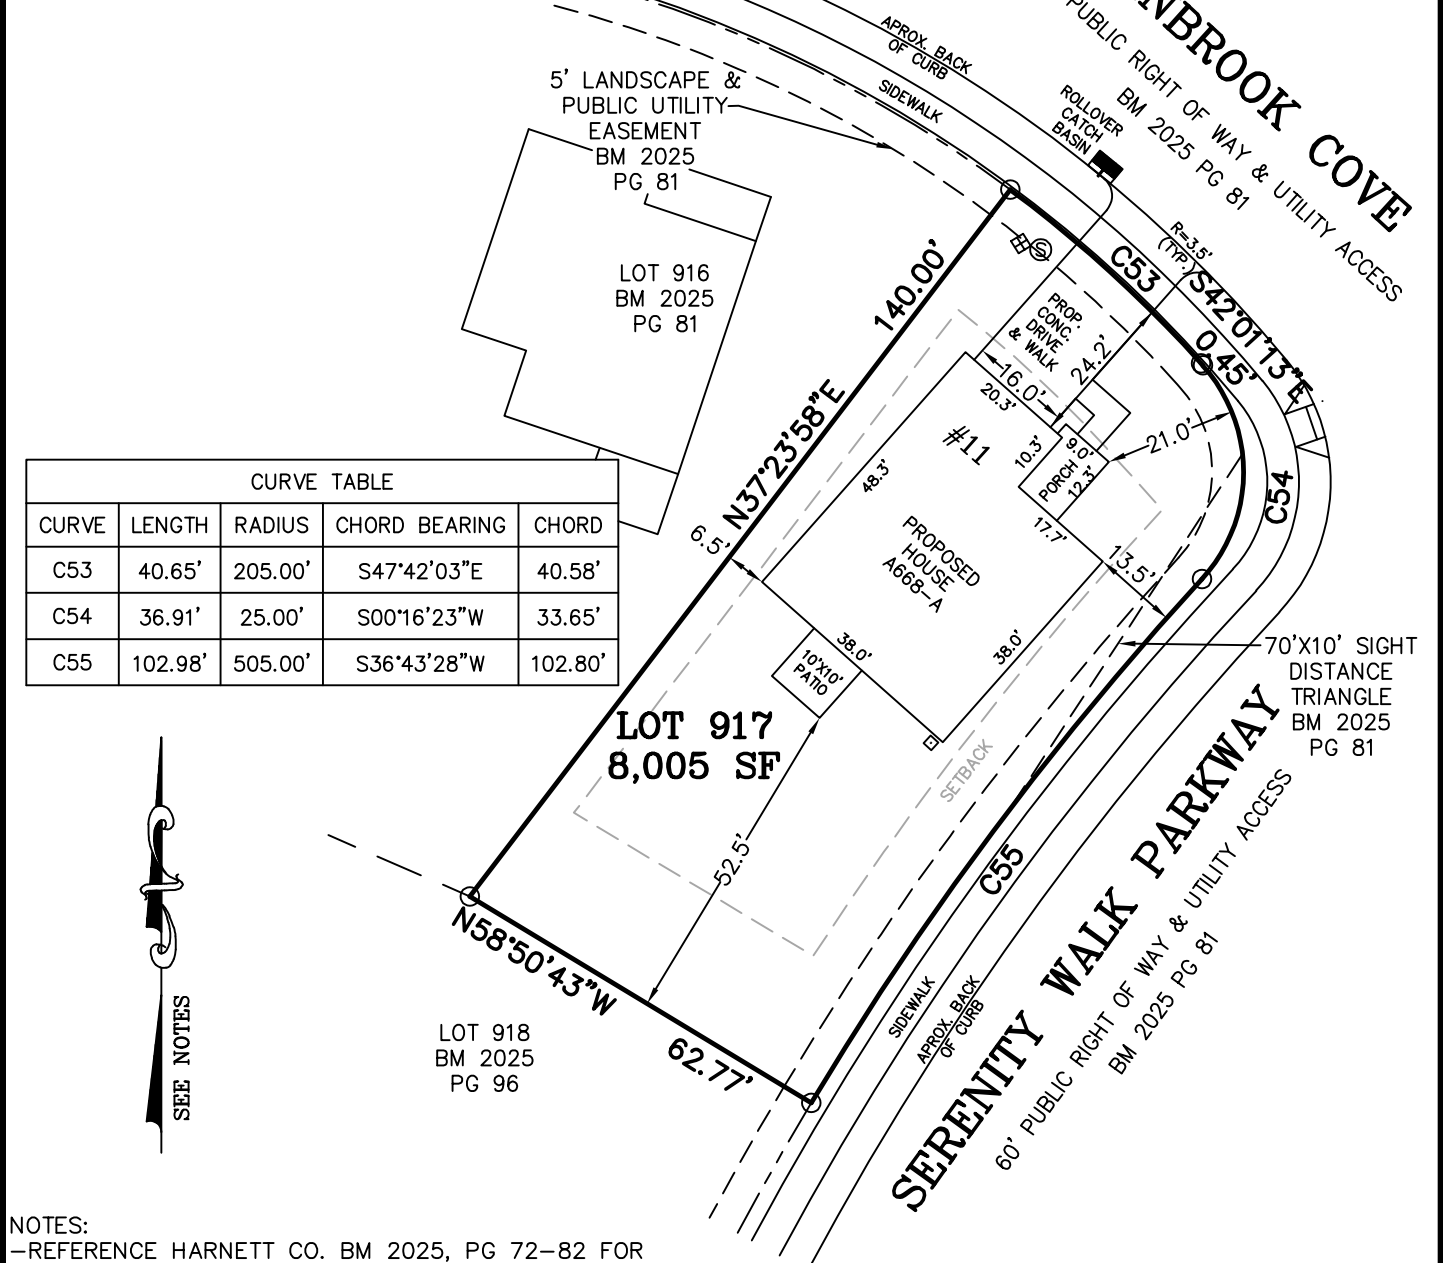 NBROOK COVE
PUBLIC RIGHT OF WAY & UTILITY ACCESS
BM 2025 PG 81
APROX. BACK
OF CURB
SIDEWALK
ROLLOVER
CATCH
BASIN
5' LANDSCAPE &
PUBLIC UTILITY
EASEMENT
BM 2025
PG 81
LOT 916
BM 2025
PG 81
140.00'
N37°23'58"E
C53
R=3.5'
(TYP.)
S42°01'13"E
0.45'
S
PROP.
CONC.
DRIVE
& WALK
24.2'
16.0'
20.3'
#11
10.3'
9.0'
PORCH
12.3'
21.0'
C54
48.3'
17.7'
13.5'
PROPOSED
HOUSE
A668-A
6.5'
38.0'
38.0'
10'X10'
PATIO
CURVE TABLE
CURVE LENGTH RADIUS CHORD BEARING CHORD
C53 40.65' 205.00' S47°42'03"E 40.58'
C54 36.91' 25.00' S00°16'23"W 33.65'
C55 102.98' 505.00' S36°43'28"W 102.80'
70'X10' SIGHT
DISTANCE
TRIANGLE
BM 2025
PG 81
LOT 917
8,005 SF
SETBACK
52.5'
C55
N58°50'43"W
62.77'
LOT 918
BM 2025
PG 96
SIDEWALK
APROX. BACK
OF CURB
SERENITY WALK PARKWAY
60' PUBLIC RIGHT OF WAY & UTILITY ACCESS
BM 2025 PG 81
SEE NOTES
NOTES:
-REFERENCE HARNETT CO. BM 2025, PG 72-82 FOR